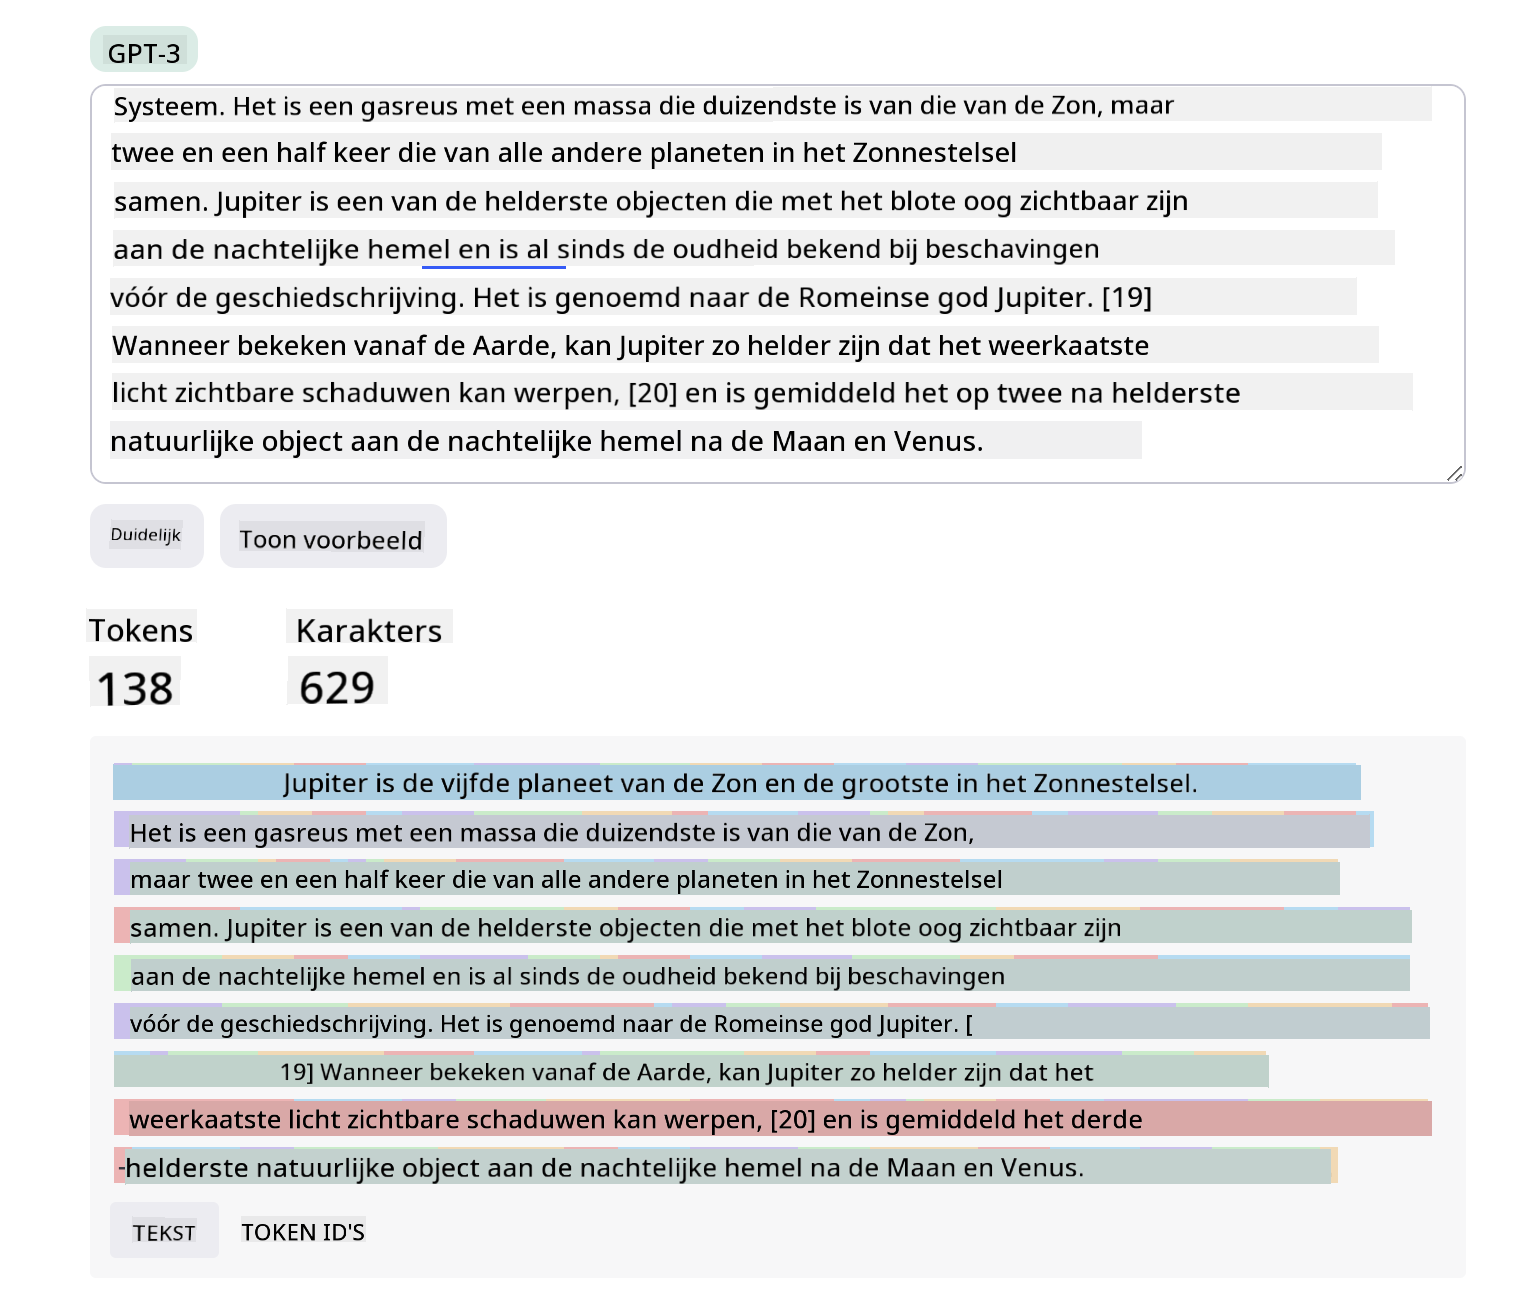 GPT-3
Systeem. Het is een gasreus met een massa die duizendste is van die van de Zon, maar
twee en een half keer die van alle andere planeten in het Zonnestelsel
samen. Jupiter is een van de helderste objecten die met het blote oog zichtbaar zijn
aan de nachtelijke hemel en is al sinds de oudheid bekend bij beschavingen
vóór de geschiedschrijving. Het is genoemd naar de Romeinse god Jupiter. [19]
Wanneer bekeken vanaf de Aarde, kan Jupiter zo helder zijn dat het weerkaatste
licht zichtbare schaduwen kan werpen, [20] en is gemiddeld het op twee na helderste
natuurlijke object aan de nachtelijke hemel na de Maan en Venus.
Duidelijk Toon voorbeeld
Tokens Karakters
138 629
Jupiter is de vijfde planeet van de Zon en de grootste in het Zonnestelsel.
Het is een gasreus met een massa die duizendste is van die van de Zon,
maar twee en een half keer die van alle andere planeten in het Zonnestelsel
samen. Jupiter is een van de helderste objecten die met het blote oog zichtbaar zijn
aan de nachtelijke hemel en is al sinds de oudheid bekend bij beschavingen
vóór de geschiedschrijving. Het is genoemd naar de Romeinse god Jupiter. [
19] Wanneer bekeken vanaf de Aarde, kan Jupiter zo helder zijn dat het
weerkaatste licht zichtbare schaduwen kan werpen, [20] en is gemiddeld het derde
-helderste natuurlijke object aan de nachtelijke hemel na de Maan en Venus.
TEKST TOKEN ID'S